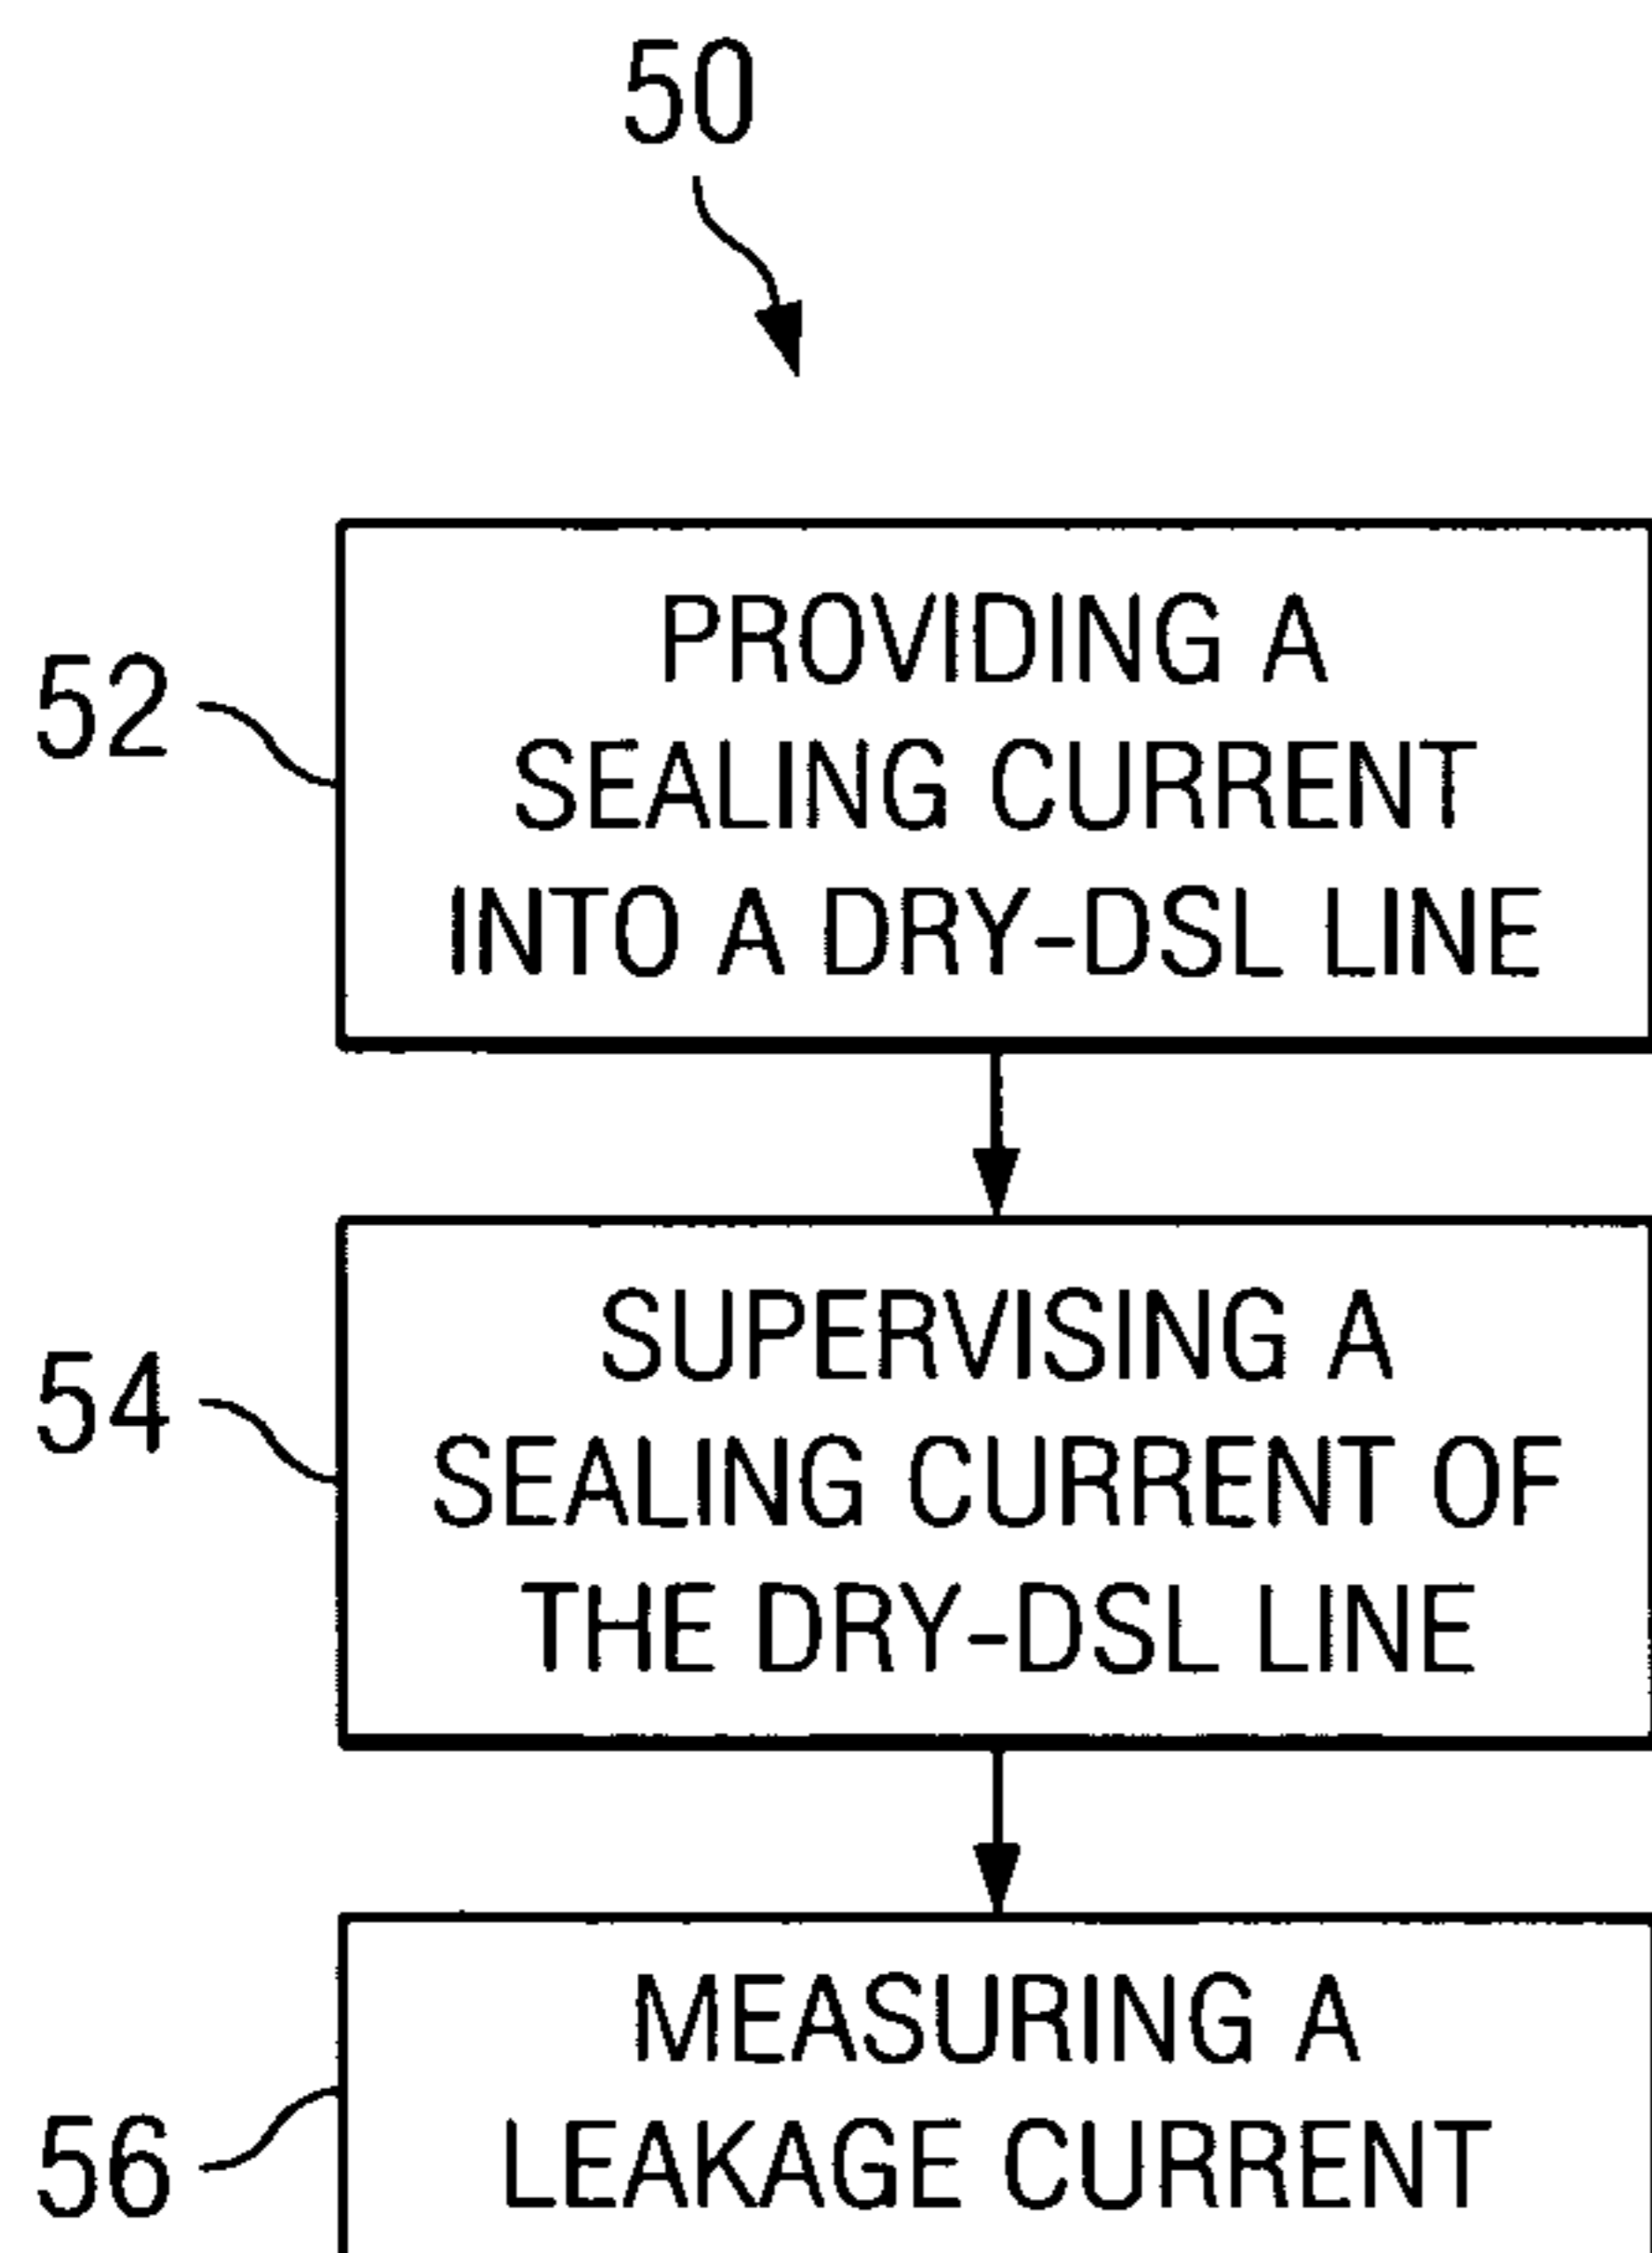 50
52
PROVIDING A
SEALING CURRENT
INTO A DRY-DSL LINE
54
SUPERVISING A
SEALING CURRENT OF
THE DRY-DSL LINE
56
MEASURING A
LEAKAGE CURRENT